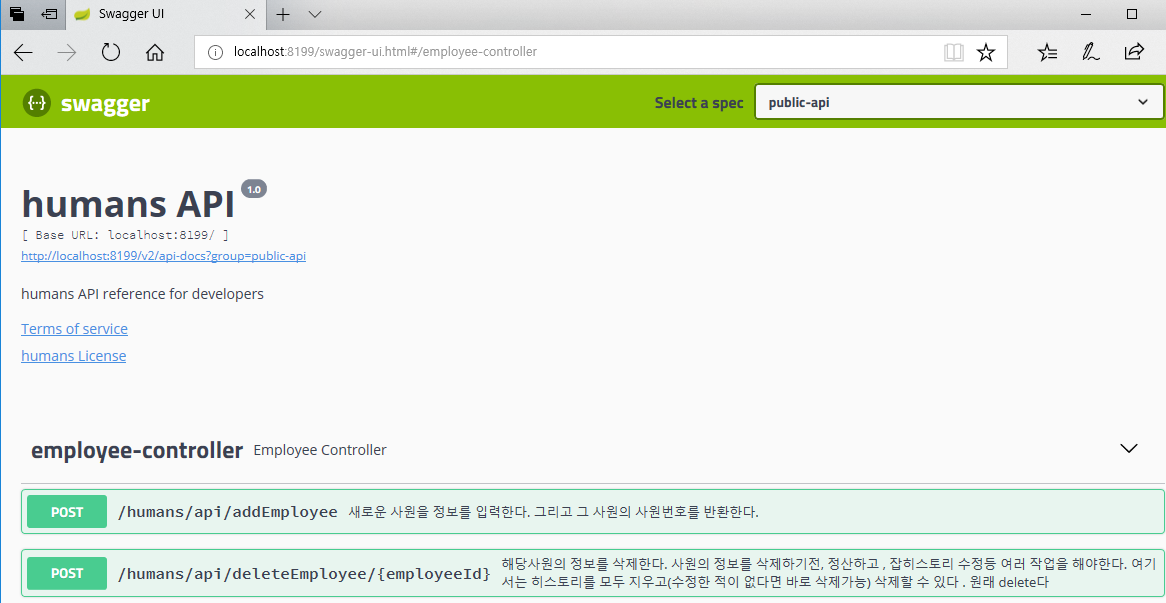 Swagger UI
localhost:8199/swagger-ui.html#/employee-controller
{··} swagger
Select a spec
public-api
humans API 1.0
[ Base URL: localhost:8199/ ]
http://localhost:8199/v2/api-docs?group=public-api
humans API reference for developers
Terms of service
humans License
employee-controller Employee Controller
POST /humans/api/addEmployee 새로운 사원을 정보를 입력한다. 그리고 그 사원의 사원번호를 반환한다.
POST /humans/api/deleteEmployee/{employeeId} 해당사원의 정보를 삭제한다. 사원의 정보를 삭제하기전, 정산하고 , 잡히스토리 수정등 여러 작업을 해야한다. 여기
서는 히스토리를 모두 지우고(수정한 적이 없다면 바로 삭제가능) 삭제할 수 있다 . 원래 delete다